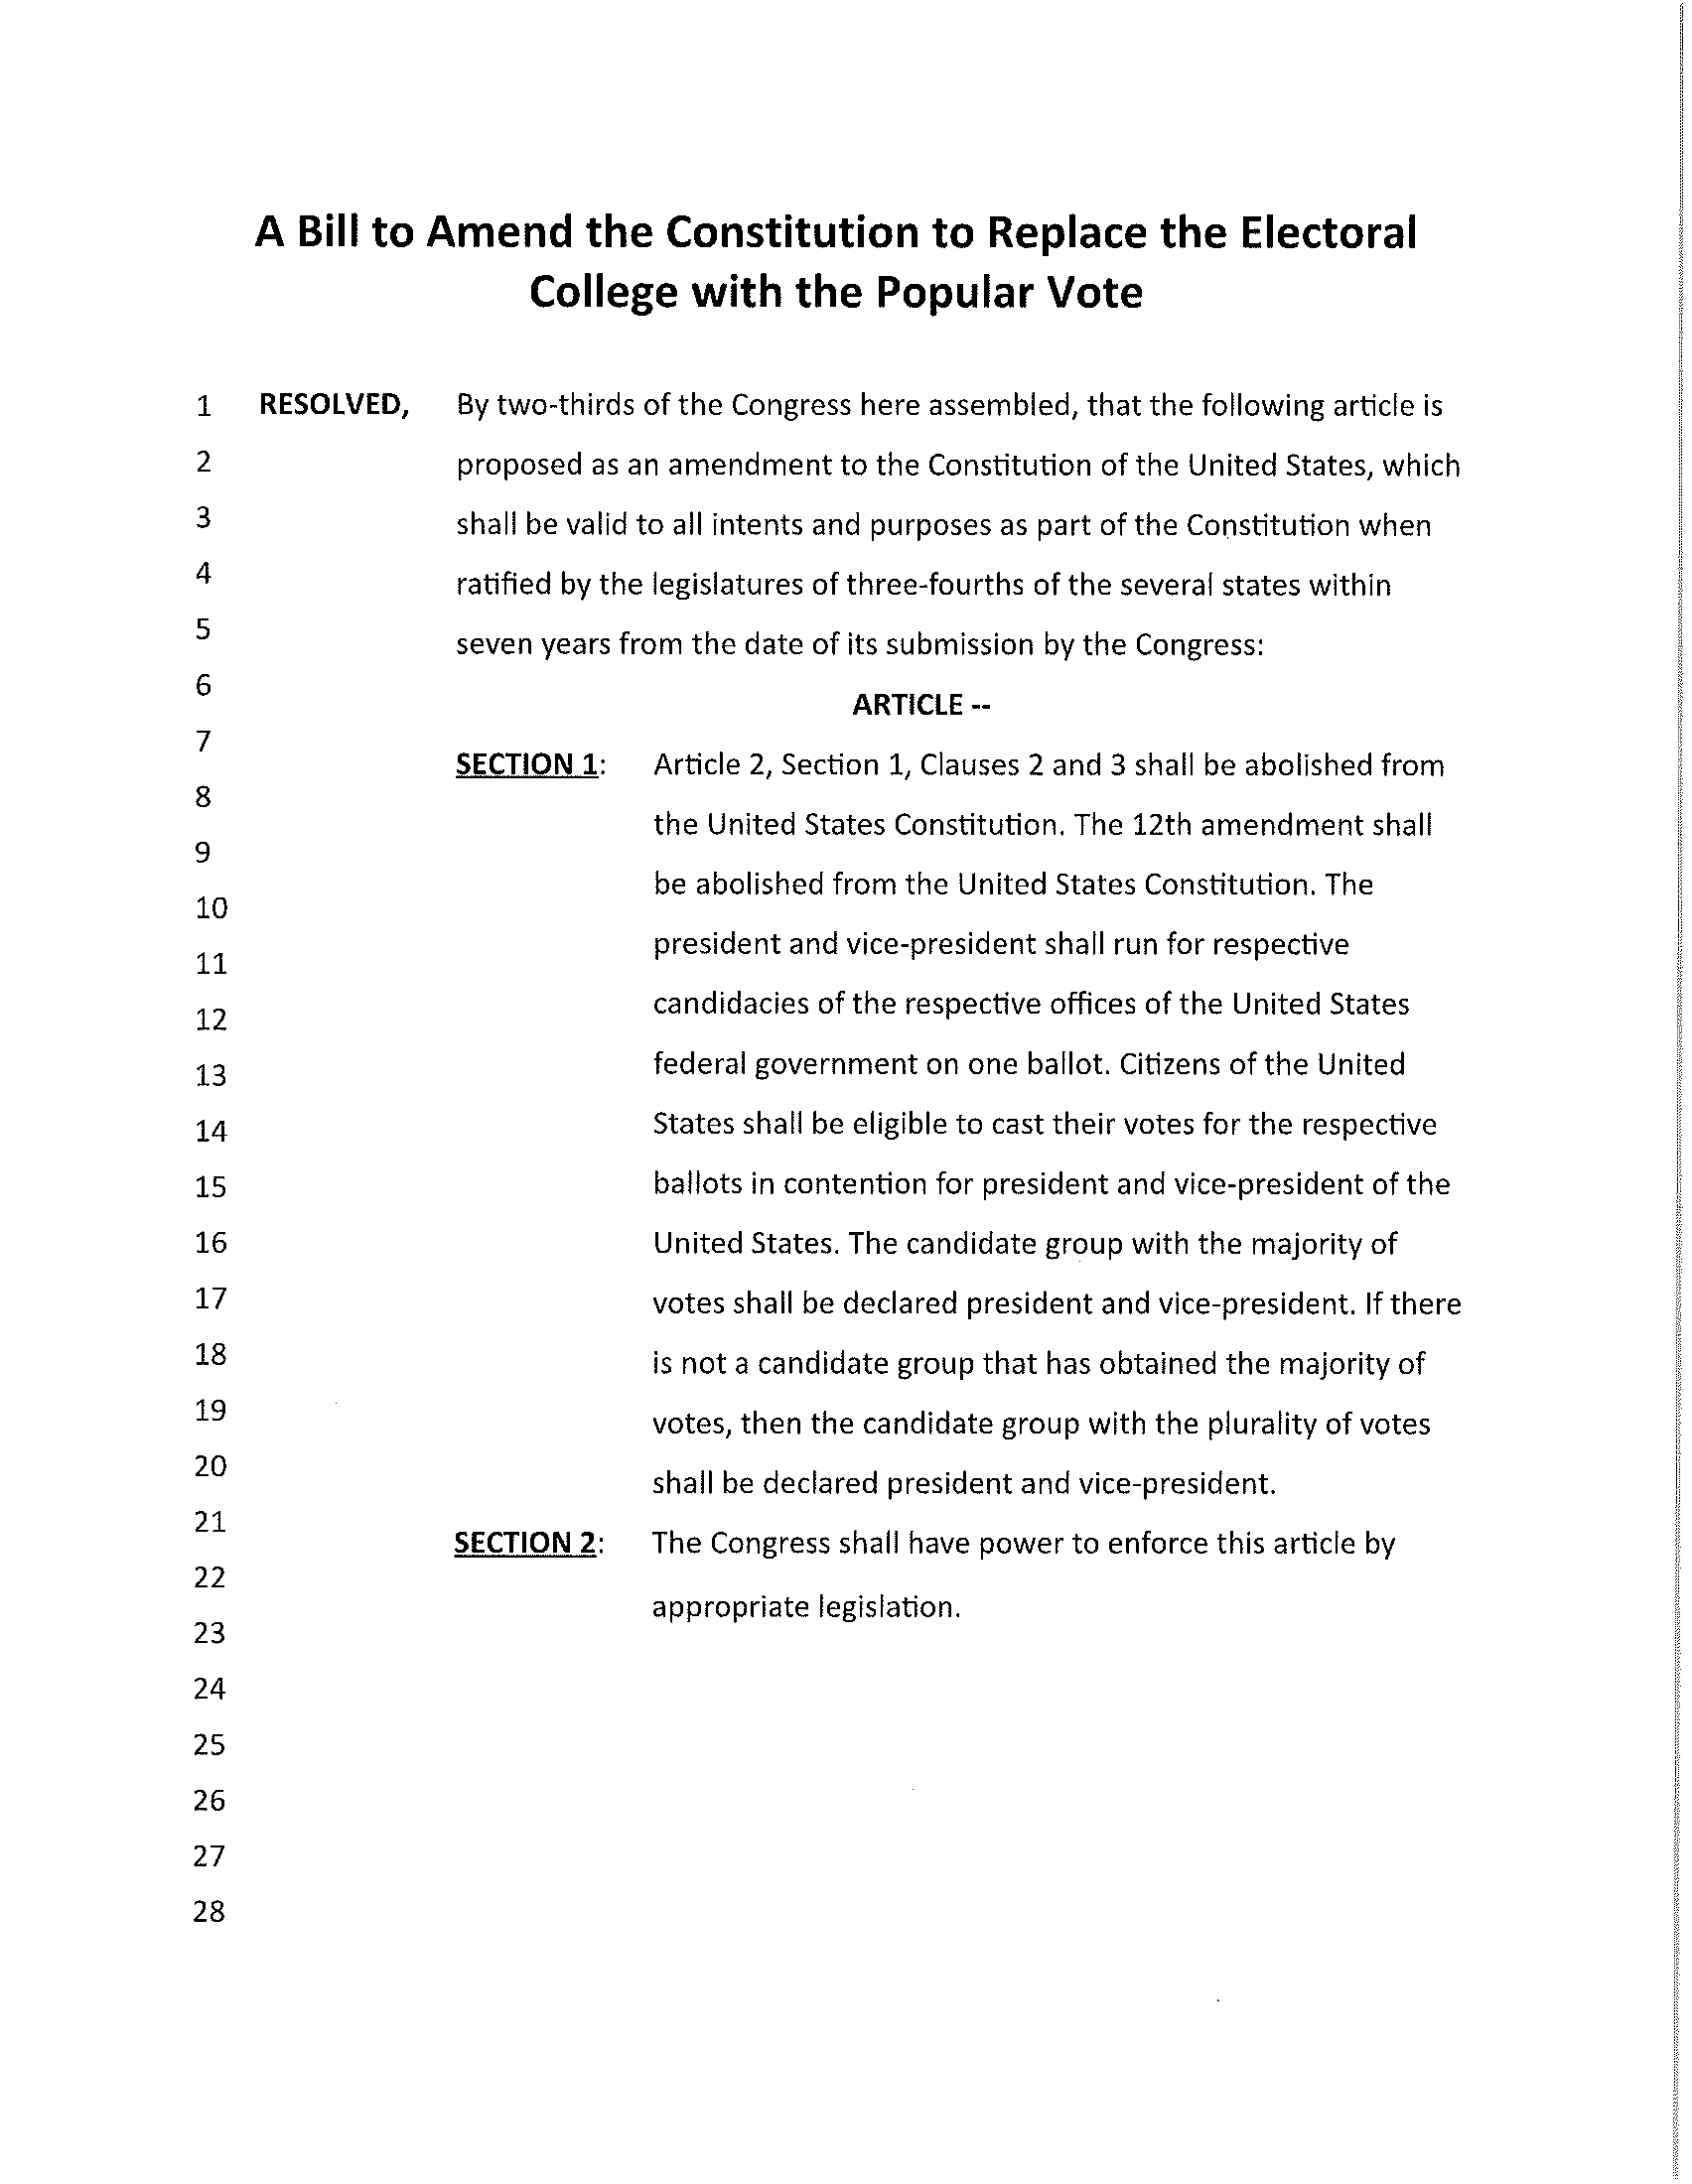 A Bill to Amend the Constitution to Replace the Electoral
College with the Popular Vote
1 RESOLVED, By two-thirds of the Congress here assembled, that the following article is
2 proposed as an amendment to the Constitution of the United States, which
3 shall be valid to all intents and purposes as part of the Constitution when
4 ratified by the legislatures of three-fourths of the several states within
5 seven years from the date of its submission by the Congress:
6 ARTICLE --
7 SECTION 1: Article 2, Section 1, Clauses 2 and 3 shall be abolished from
8 the United States Constitution. The 12th amendment shall
9 be abolished from the United States Constitution. The
10 president and vice-president shall run for respective
11 candidacies of the respective offices of the United States
12 federal government on one ballot. Citizens of the United
13 States shall be eligible to cast their votes for the respective
14 ballots in contention for president and vice-president of the
15 United States. The candidate group with the majority of
16 votes shall be declared president and vice-president. If there
17 is not a candidate group that has obtained the majority of
18 votes, then the candidate group with the plurality of votes
19 shall be declared president and vice-president.
20 SECTION 2: The Congress shall have power to enforce this article by
21 appropriate legislation.
22
23
24
25
26
27
28